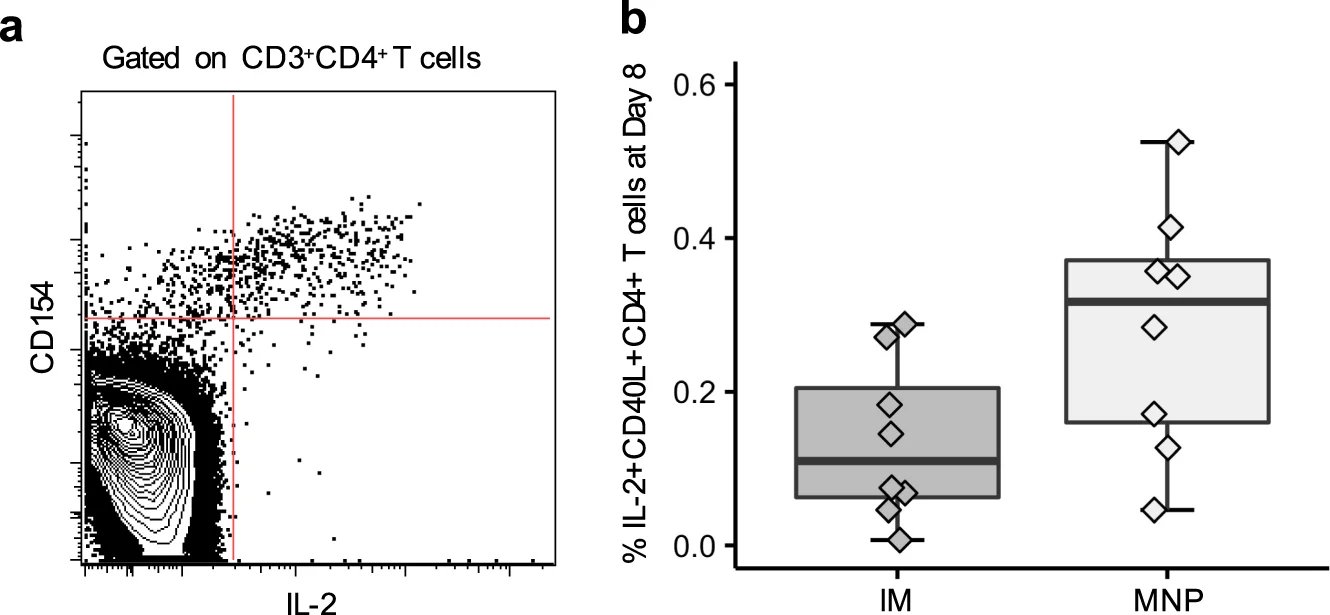 a
Gated on CD3+CD4+ T cells
CD154
IL-2
b
% IL-2+CD40L+CD4+ T cells at Day 8
0.6
0.4
0.2
0.0
IM
MNP